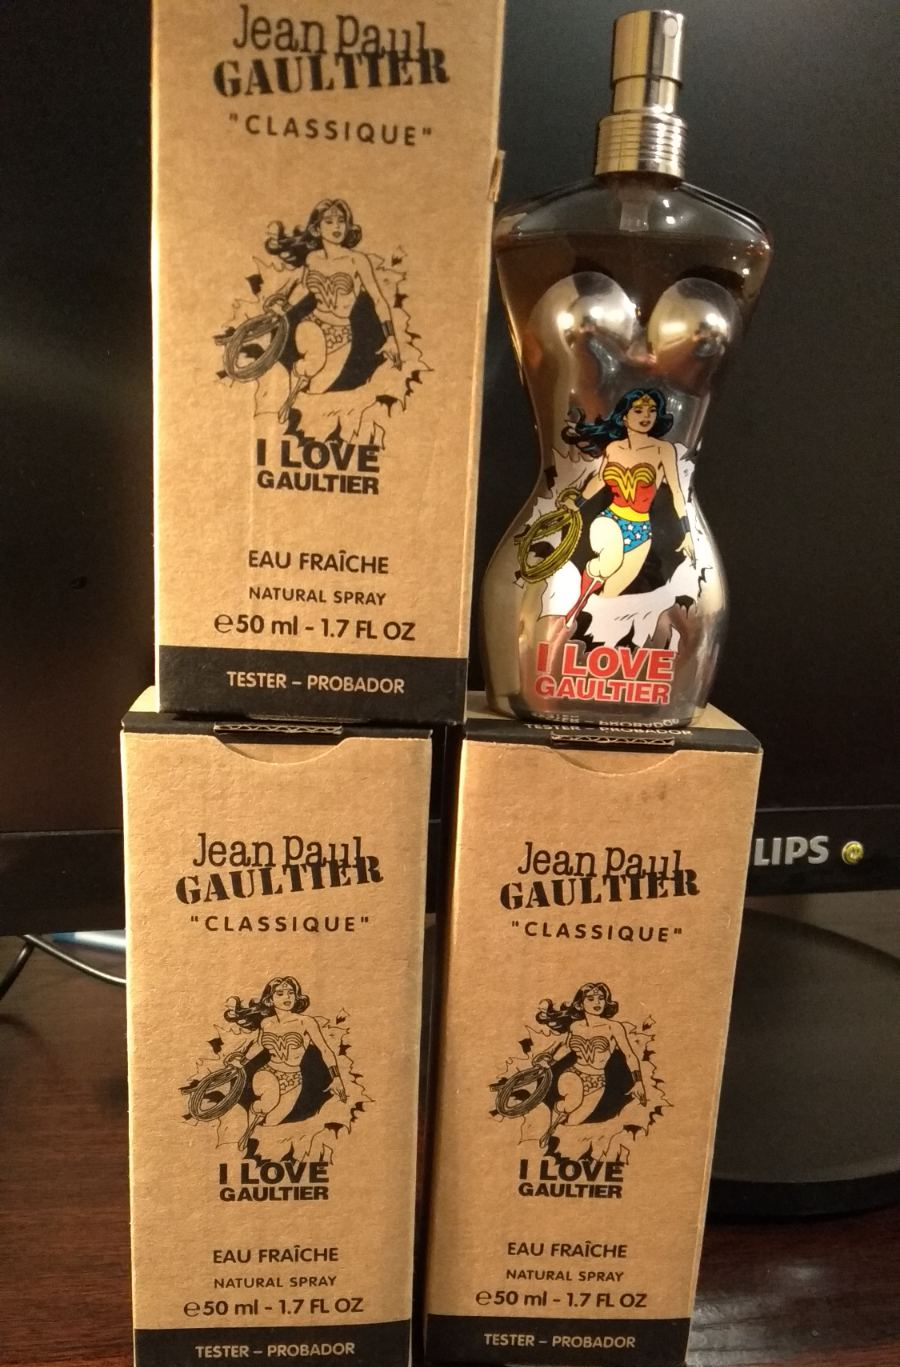 Jean Paul
GAULTIER
"CLASSIQUE"
I LOVE
GAULTIER
EAU FRAÎCHE
NATURAL SPRAY
℮50 ml - 1.7 FL OZ
TESTER – PROBADOR
I LOVE
GAULTIER
TESTER – PROBADOR
LIPS
Jean Paul
GAULTIER
"CLASSIQUE"
I LOVE
GAULTIER
EAU FRAÎCHE
NATURAL SPRAY
℮50 ml - 1.7 FL OZ
TESTER – PROBADOR
Jean Paul
GAULTIER
"CLASSIQUE"
I LOVE
GAULTIER
EAU FRAÎCHE
NATURAL SPRAY
℮50 ml - 1.7 FL OZ
TESTER – PROBADOR